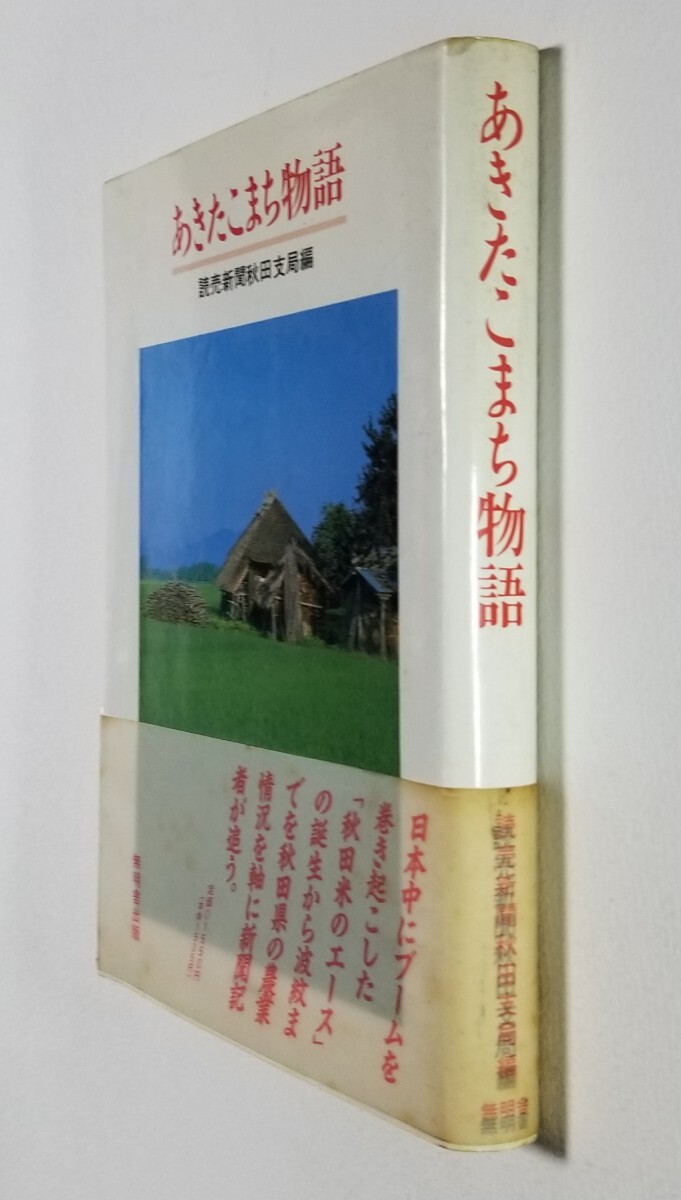 あきたこまち物語
読売新聞秋田支局編
日本中にブームを
巻き起こした
「秋田米のエース」
の誕生から波紋ま
でを秋田県の農業
情況を軸に新聞記
者が追う。
無明舎出版
あきたこまち物語
読売新聞秋田支局編
無明舎